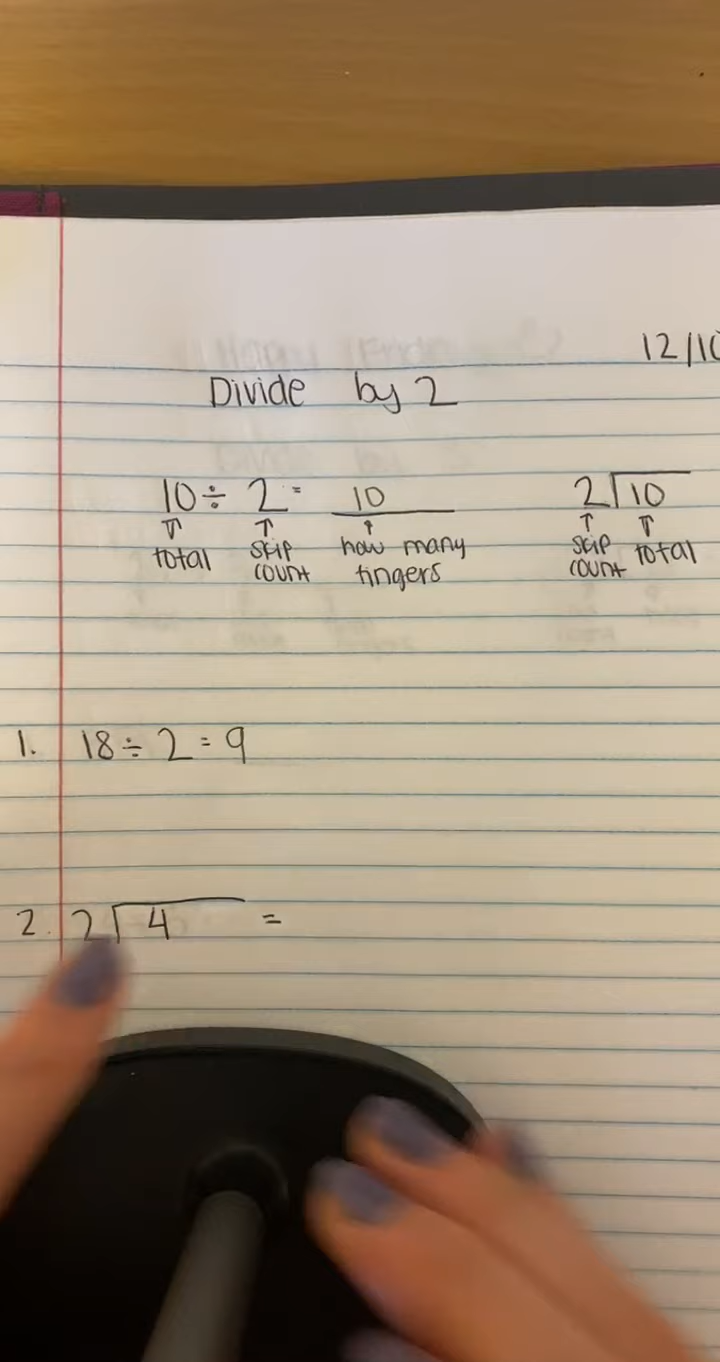 12/10
Divide by 2
10 ÷ 2 = 10 2⟌10
total skip count how many fingers skip count total
1. 18 ÷ 2 = 9
2. 2⟌4 =